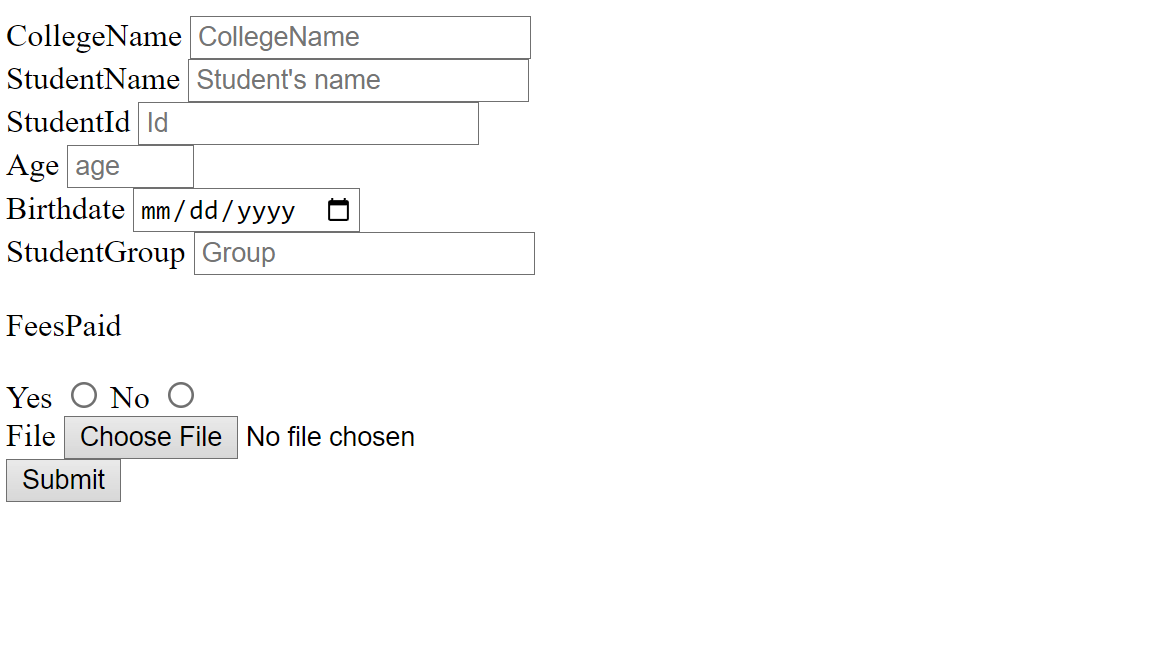 CollegeName CollegeName
StudentName Student's name
StudentId Id
Age age
Birthdate mm/dd/yyyy
StudentGroup Group
FeesPaid
Yes No
File Choose File No file chosen
Submit